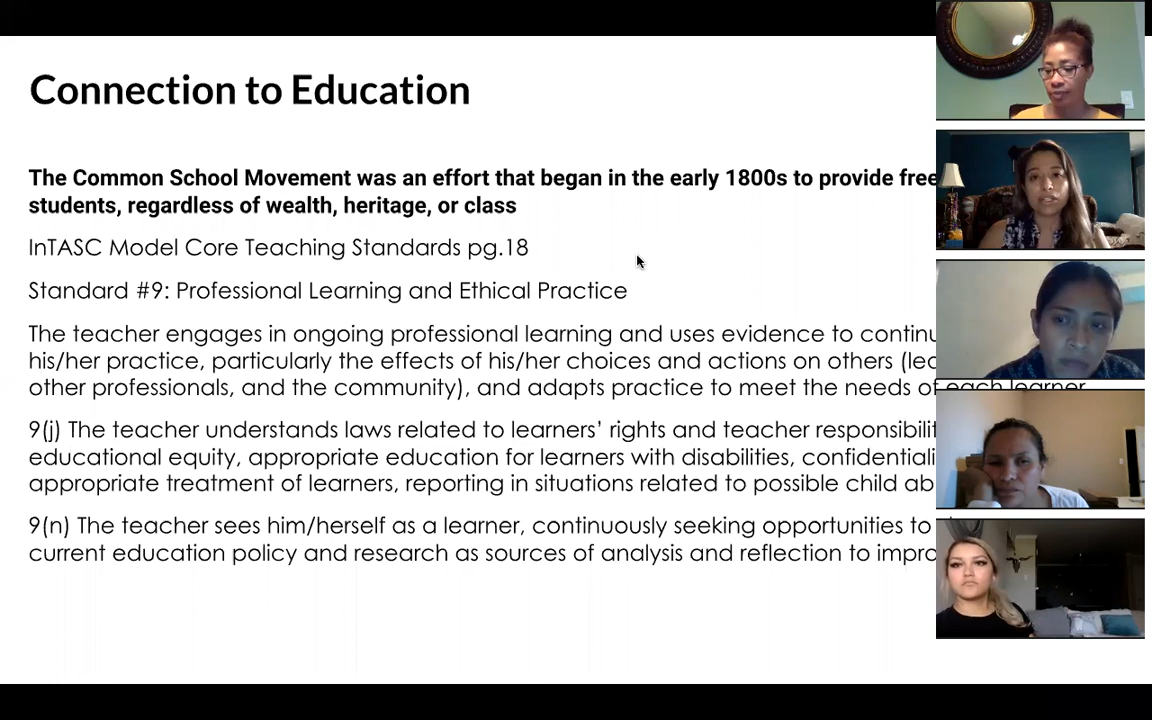 Connection to Education
The Common School Movement was an effort that began in the early 1800s to provide free
students, regardless of wealth, heritage, or class
InTASC Model Core Teaching Standards pg.18
Standard #9: Professional Learning and Ethical Practice
The teacher engages in ongoing professional learning and uses evidence to
his/her practice, particularly the effects of his/her choices and actions on others
other professionals, and the community), and adapts practice to meet the needs of each learner
9(j) The teacher understands laws related to learners' rights and teacher
educational equity, appropriate education for learners with disabilities,
appropriate treatment of learners, reporting in situations related to possible child
9(n) The teacher sees him/herself as a learner, continuously seeking opportunities to
current education policy and research as sources of analysis and reflection to